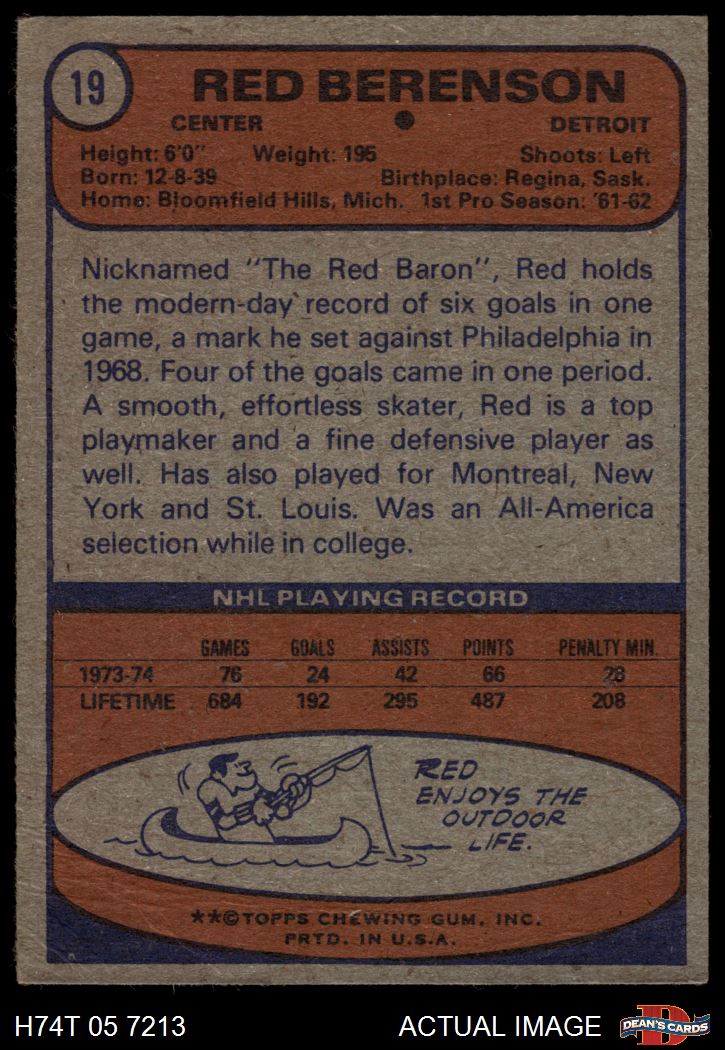 19
RED BERENSON
CENTER ● DETROIT
Height: 6'0" Weight: 195 Shoots: Left
Born: 12-8-39 Birthplace: Regina, Sask.
Home: Bloomfield Hills, Mich. 1st Pro Season: '61-62
Nicknamed "The Red Baron", Red holds
the modern-day record of six goals in one
game, a mark he set against Philadelphia in
1968. Four of the goals came in one period.
A smooth, effortless skater, Red is a top
playmaker and a fine defensive player as
well. Has also played for Montreal, New
York and St. Louis. Was an All-America
selection while in college.
NHL PLAYING RECORD
GAMES GOALS ASSISTS POINTS PENALTY MIN.
1973-74 76 24 42 66 28
LIFETIME 684 192 295 487 208
RED
ENJOYS THE
OUTDOOR
LIFE.
**©TOPPS CHEWING GUM, INC.
PRTD. IN U.S.A.
H74T 05 7213 ACTUAL IMAGE
D
DEAN'S CARDS